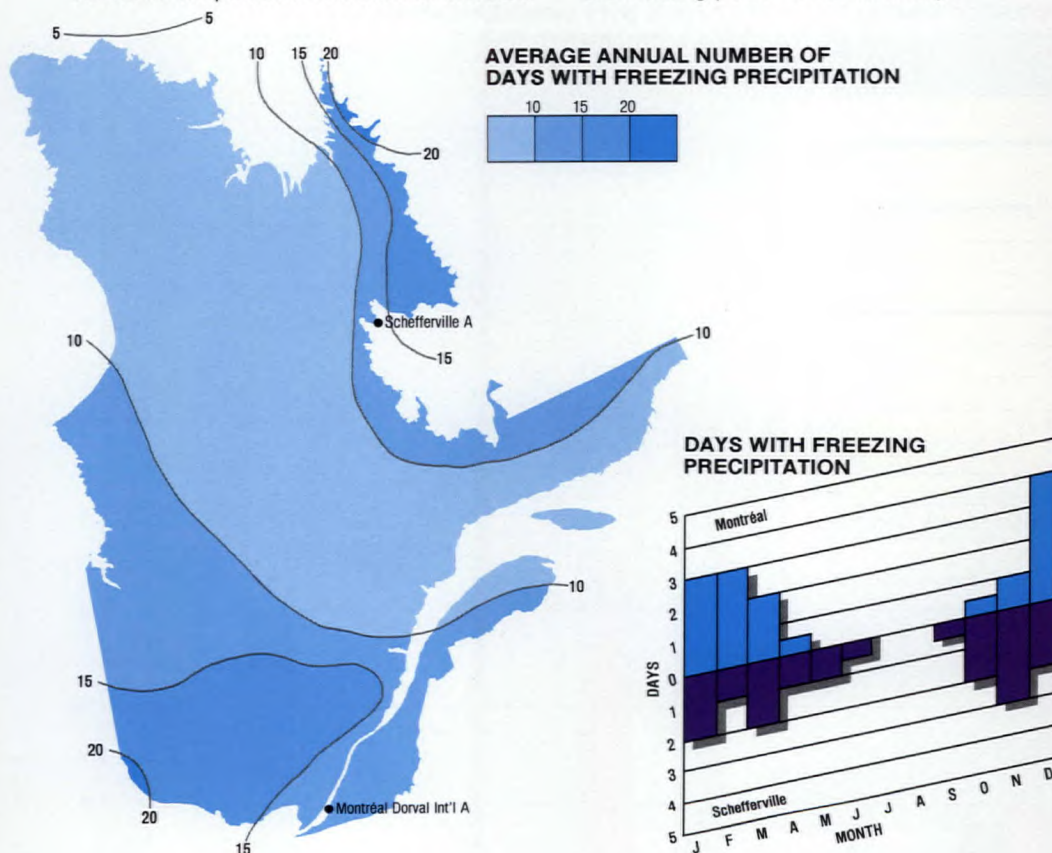 5
5
10 15 20
AVERAGE ANNUAL NUMBER OF
DAYS WITH FREEZING PRECIPITATION
10 15 20
20
Schefferville A
15
10
10
10
15
20
20
15
Montréal Dorval Int'l A
DAYS WITH FREEZING
PRECIPITATION
Montréal
5
4
3
2
1
0
1
2
3
4
5
DAYS
Schefferville
J F M A M J J A S O N D
MONTH